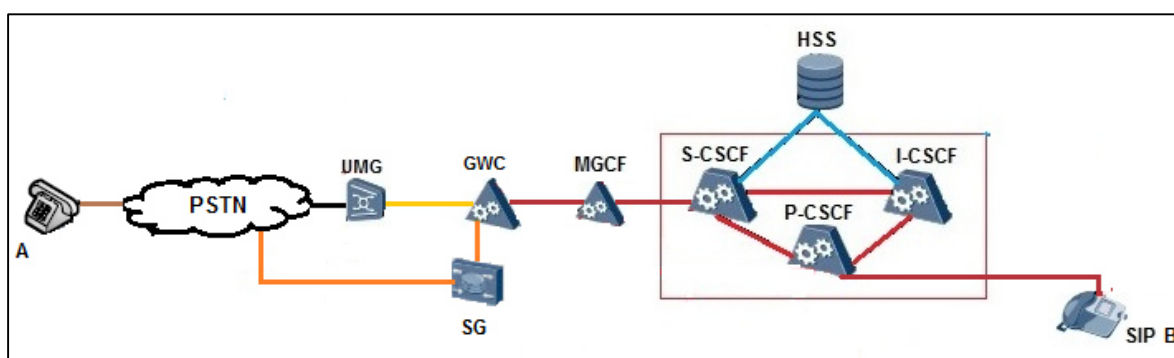 HSS
UMG
GWC
MGCF
S-CSCF
I-CSCF
PSTN
P-CSCF
A
SG
SIP B